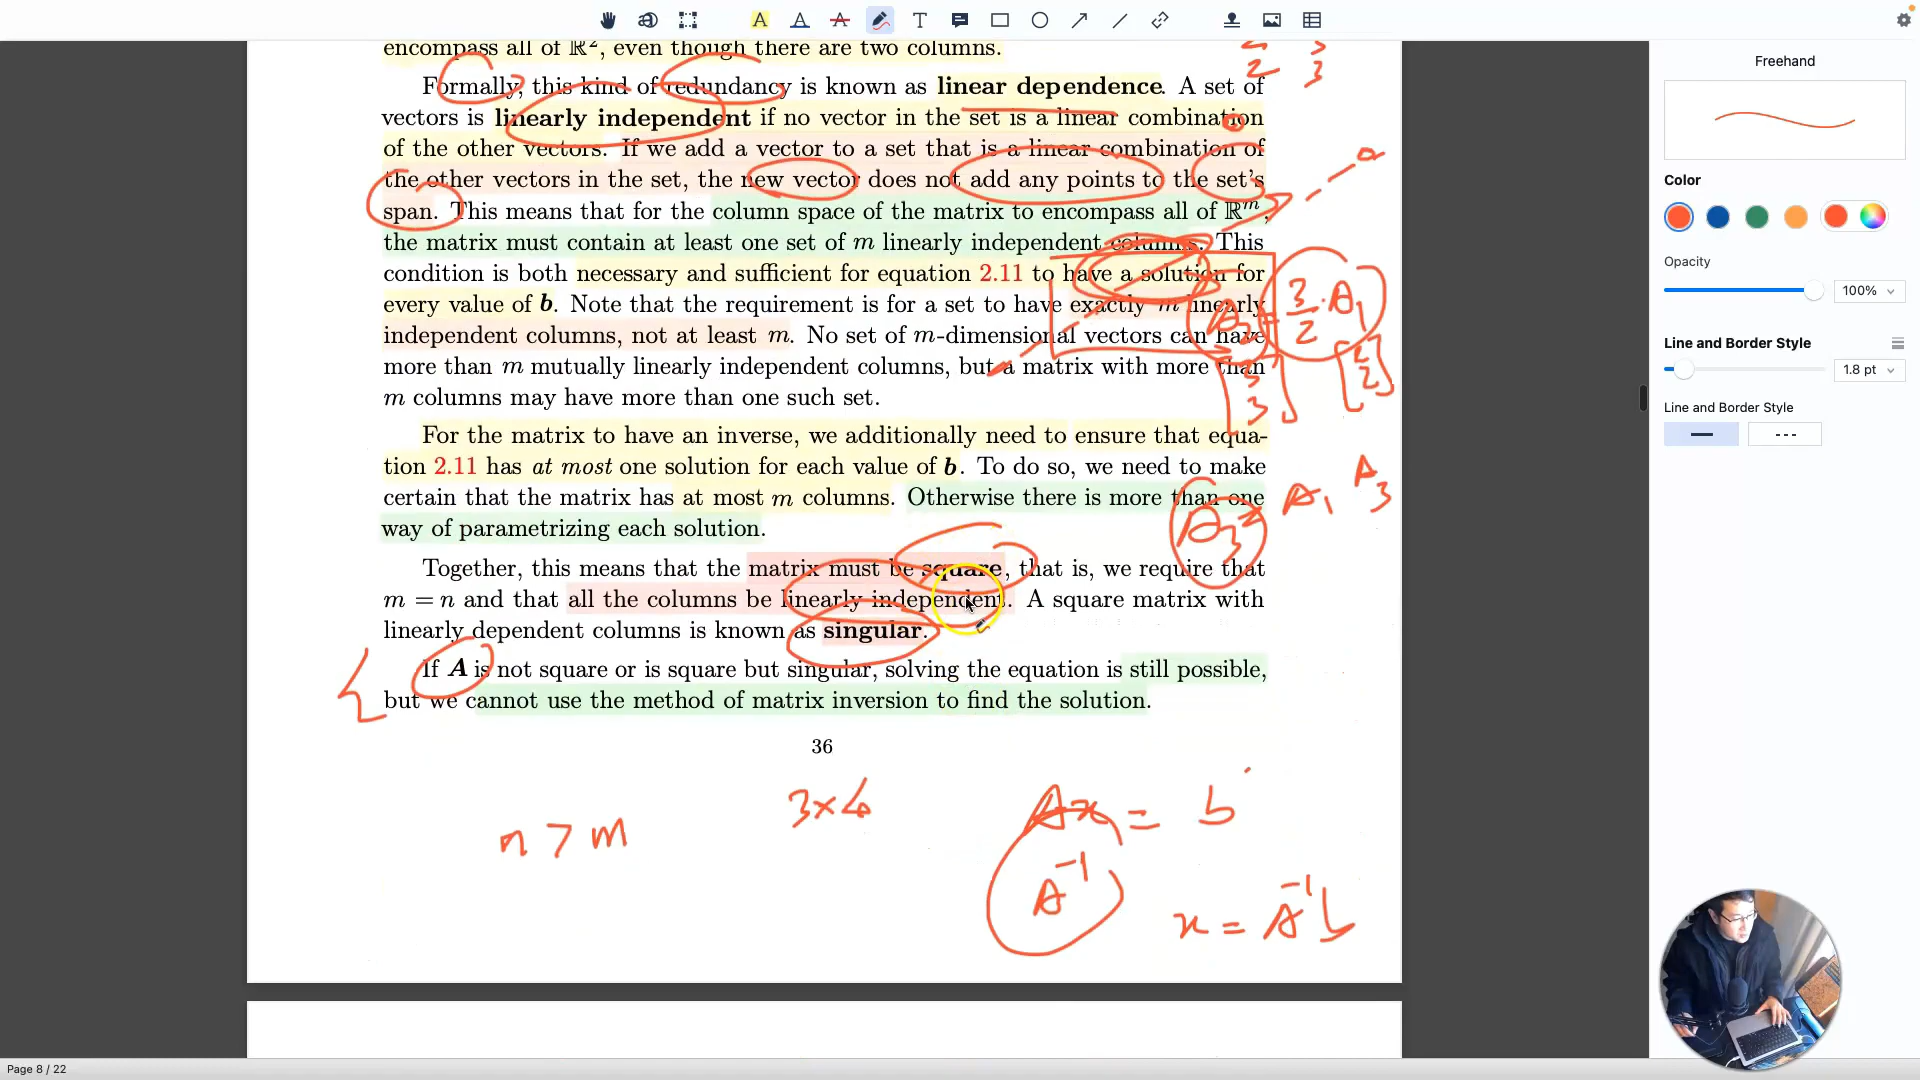 A A A T
Freehand
encompass all of ℝ², even though there are two columns.
2 3
2 3
Formally, this kind of redundancy is known as linear dependence. A set of
vectors is linearly independent if no vector in the set is a linear combination
of the other vectors. If we add a vector to a set that is a linear combination of
the other vectors in the set, the new vector does not add any points to the set's
span. This means that for the column space of the matrix to encompass all of ℝᵐ,
the matrix must contain at least one set of m linearly independent columns. This
condition is both necessary and sufficient for equation 2.11 to have a solution for
every value of b. Note that the requirement is for a set to have exactly m linearly
independent columns, not at least m. No set of m-dimensional vectors can have
more than m mutually linearly independent columns, but a matrix with more than
m columns may have more than one such set.
A₂ = 3/2 · A₁
[3 3] [2 2]
For the matrix to have an inverse, we additionally need to ensure that equa-
tion 2.11 has at most one solution for each value of b. To do so, we need to make
certain that the matrix has at most m columns. Otherwise there is more than one
way of parametrizing each solution.
A₃ = A₁ A₃
Together, this means that the matrix must be square, that is, we require that
m = n and that all the columns be linearly independent. A square matrix with
linearly dependent columns is known as singular.
If A is not square or is square but singular, solving the equation is still possible,
but we cannot use the method of matrix inversion to find the solution.
36
3×4
n > m
Ax = b
A⁻¹
x = A⁻¹b
Color
Opacity
100%
Line and Border Style
1.8 pt
Line and Border Style
Page 8 / 22